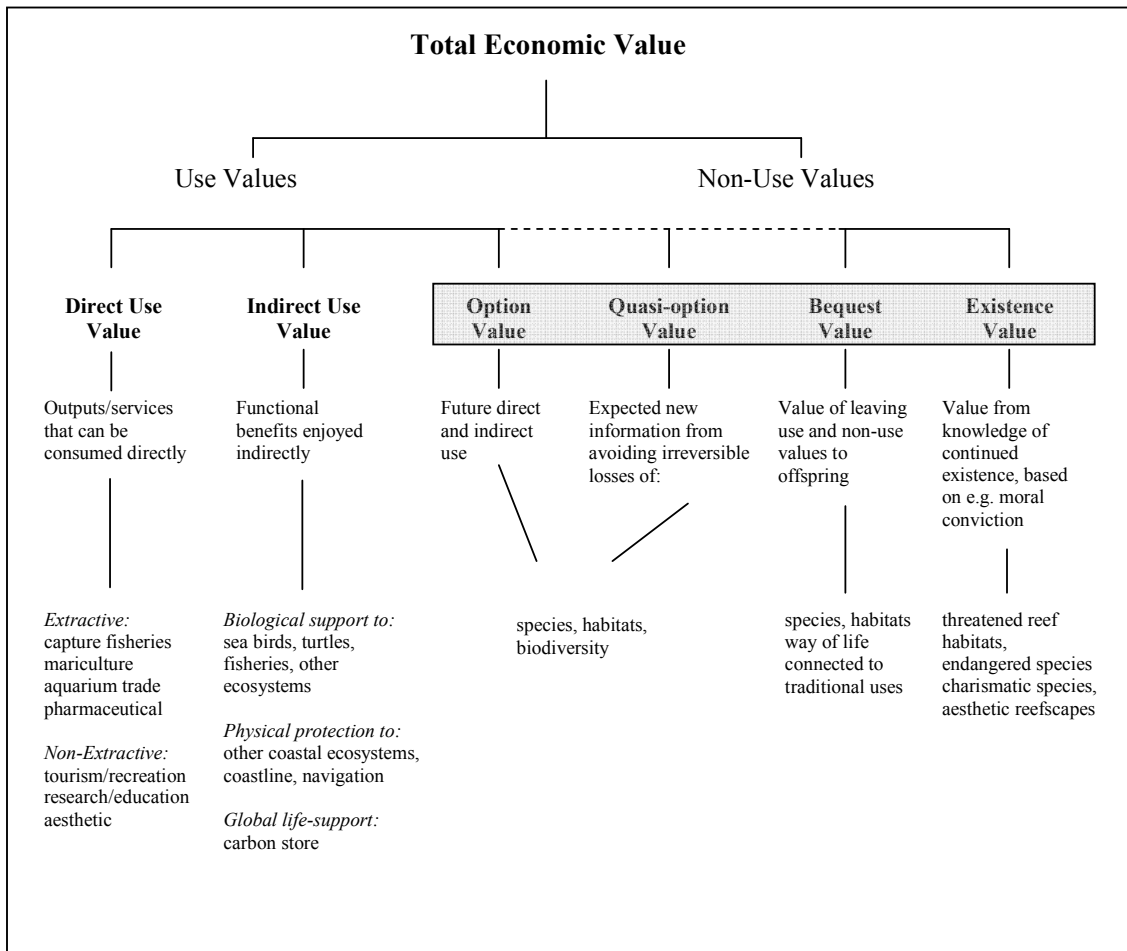 Total Economic Value
Use Values
Non-Use Values
Direct Use
Value
Indirect Use
Value
Option
Value
Quasi-option
Value
Bequest
Value
Existence
Value
Outputs/services
that can be
consumed directly
Functional
benefits enjoyed
indirectly
Future direct
and indirect
use
Expected new
information from
avoiding irreversible
losses of:
Value of leaving
use and non-use
values to
offspring
Value from
knowledge of
continued
existence, based
on e.g. moral
conviction
Extractive:
capture fisheries
mariculture
aquarium trade
pharmaceutical
Non-Extractive:
tourism/recreation
research/education
aesthetic
Biological support to:
sea birds, turtles,
fisheries, other
ecosystems
Physical protection to:
other coastal ecosystems,
coastline, navigation
Global life-support:
carbon store
species, habitats,
biodiversity
species, habitats
way of life
connected to
traditional uses
threatened reef
habitats,
endangered species
charismatic species,
aesthetic reefscapes